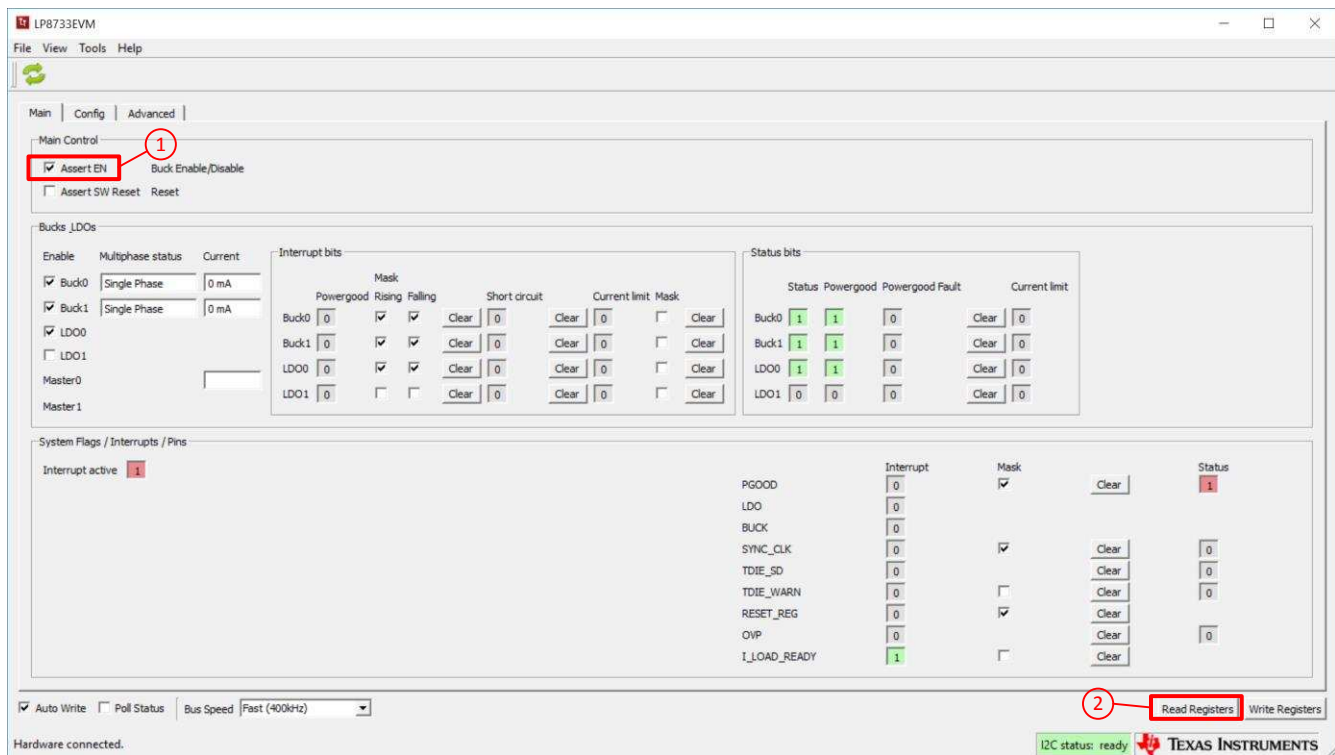 LP8733EVM
File View Tools Help
Main Config Advanced
Main Control
1
Assert EN Buck Enable/Disable
Assert SW Reset Reset
Bucks_LDOs
Enable Multiphase status Current
Buck0 Single Phase 0 mA
Buck1 Single Phase 0 mA
LDO0
LDO1
Master0
Master1
Interrupt bits
Mask
Powergood Rising Falling Short circuit Current limit Mask
Buck0 0 Clear 0 Clear 0 Clear
Buck1 0 Clear 0 Clear 0 Clear
LDO0 0 Clear 0 Clear 0 Clear
LDO1 0 Clear 0 Clear 0 Clear
Status bits
Status Powergood Powergood Fault Current limit
Buck0 1 1 0 Clear 0
Buck1 1 1 0 Clear 0
LDO0 1 1 0 Clear 0
LDO1 0 0 0 Clear 0
System Flags / Interrupts / Pins
Interrupt active 1
Interrupt Mask Status
PGOOD 0 Clear 1
LDO 0
BUCK 0
SYNC_CLK 0 Clear 0
TDIE_SD 0 Clear 0
TDIE_WARN 0 Clear 0
RESET_REG 0 Clear
OVP 0 Clear 0
I_LOAD_READY 1 Clear
Auto Write Poll Status Bus Speed Fast (400kHz)
2
Read Registers Write Registers
Hardware connected.
I2C status: ready TEXAS INSTRUMENTS